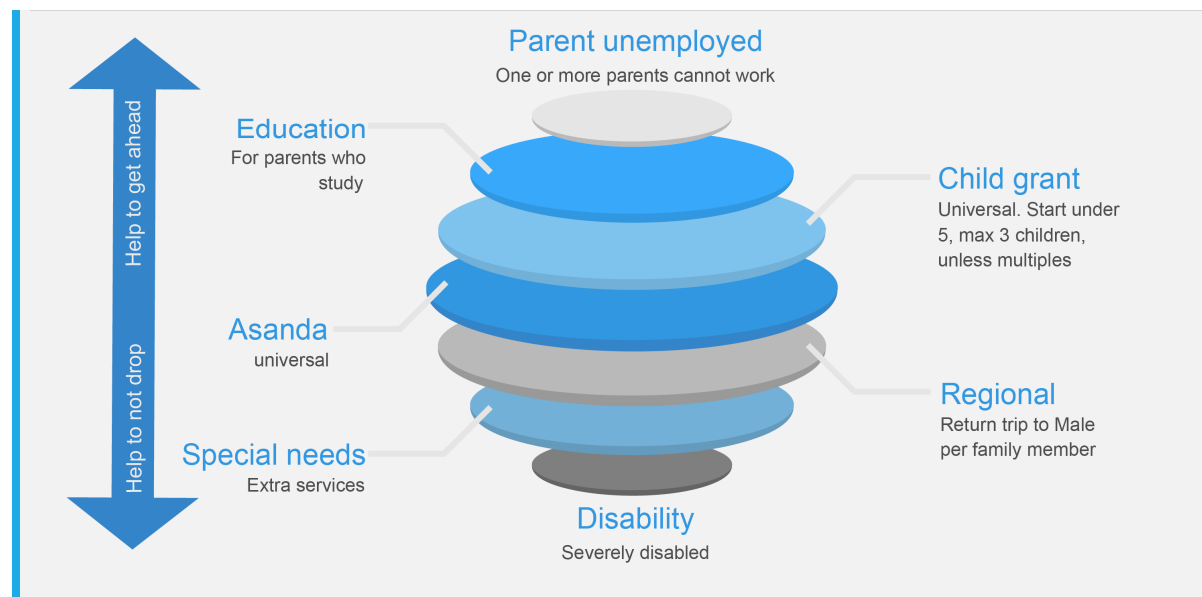 Parent unemployed
One or more parents cannot work
Help to get ahead
Education
For parents who
study
Child grant
Universal. Start under
5, max 3 children,
unless multiples
Asanda
universal
Help to not drop
Regional
Return trip to Male
per family member
Special needs
Extra services
Disability
Severely disabled